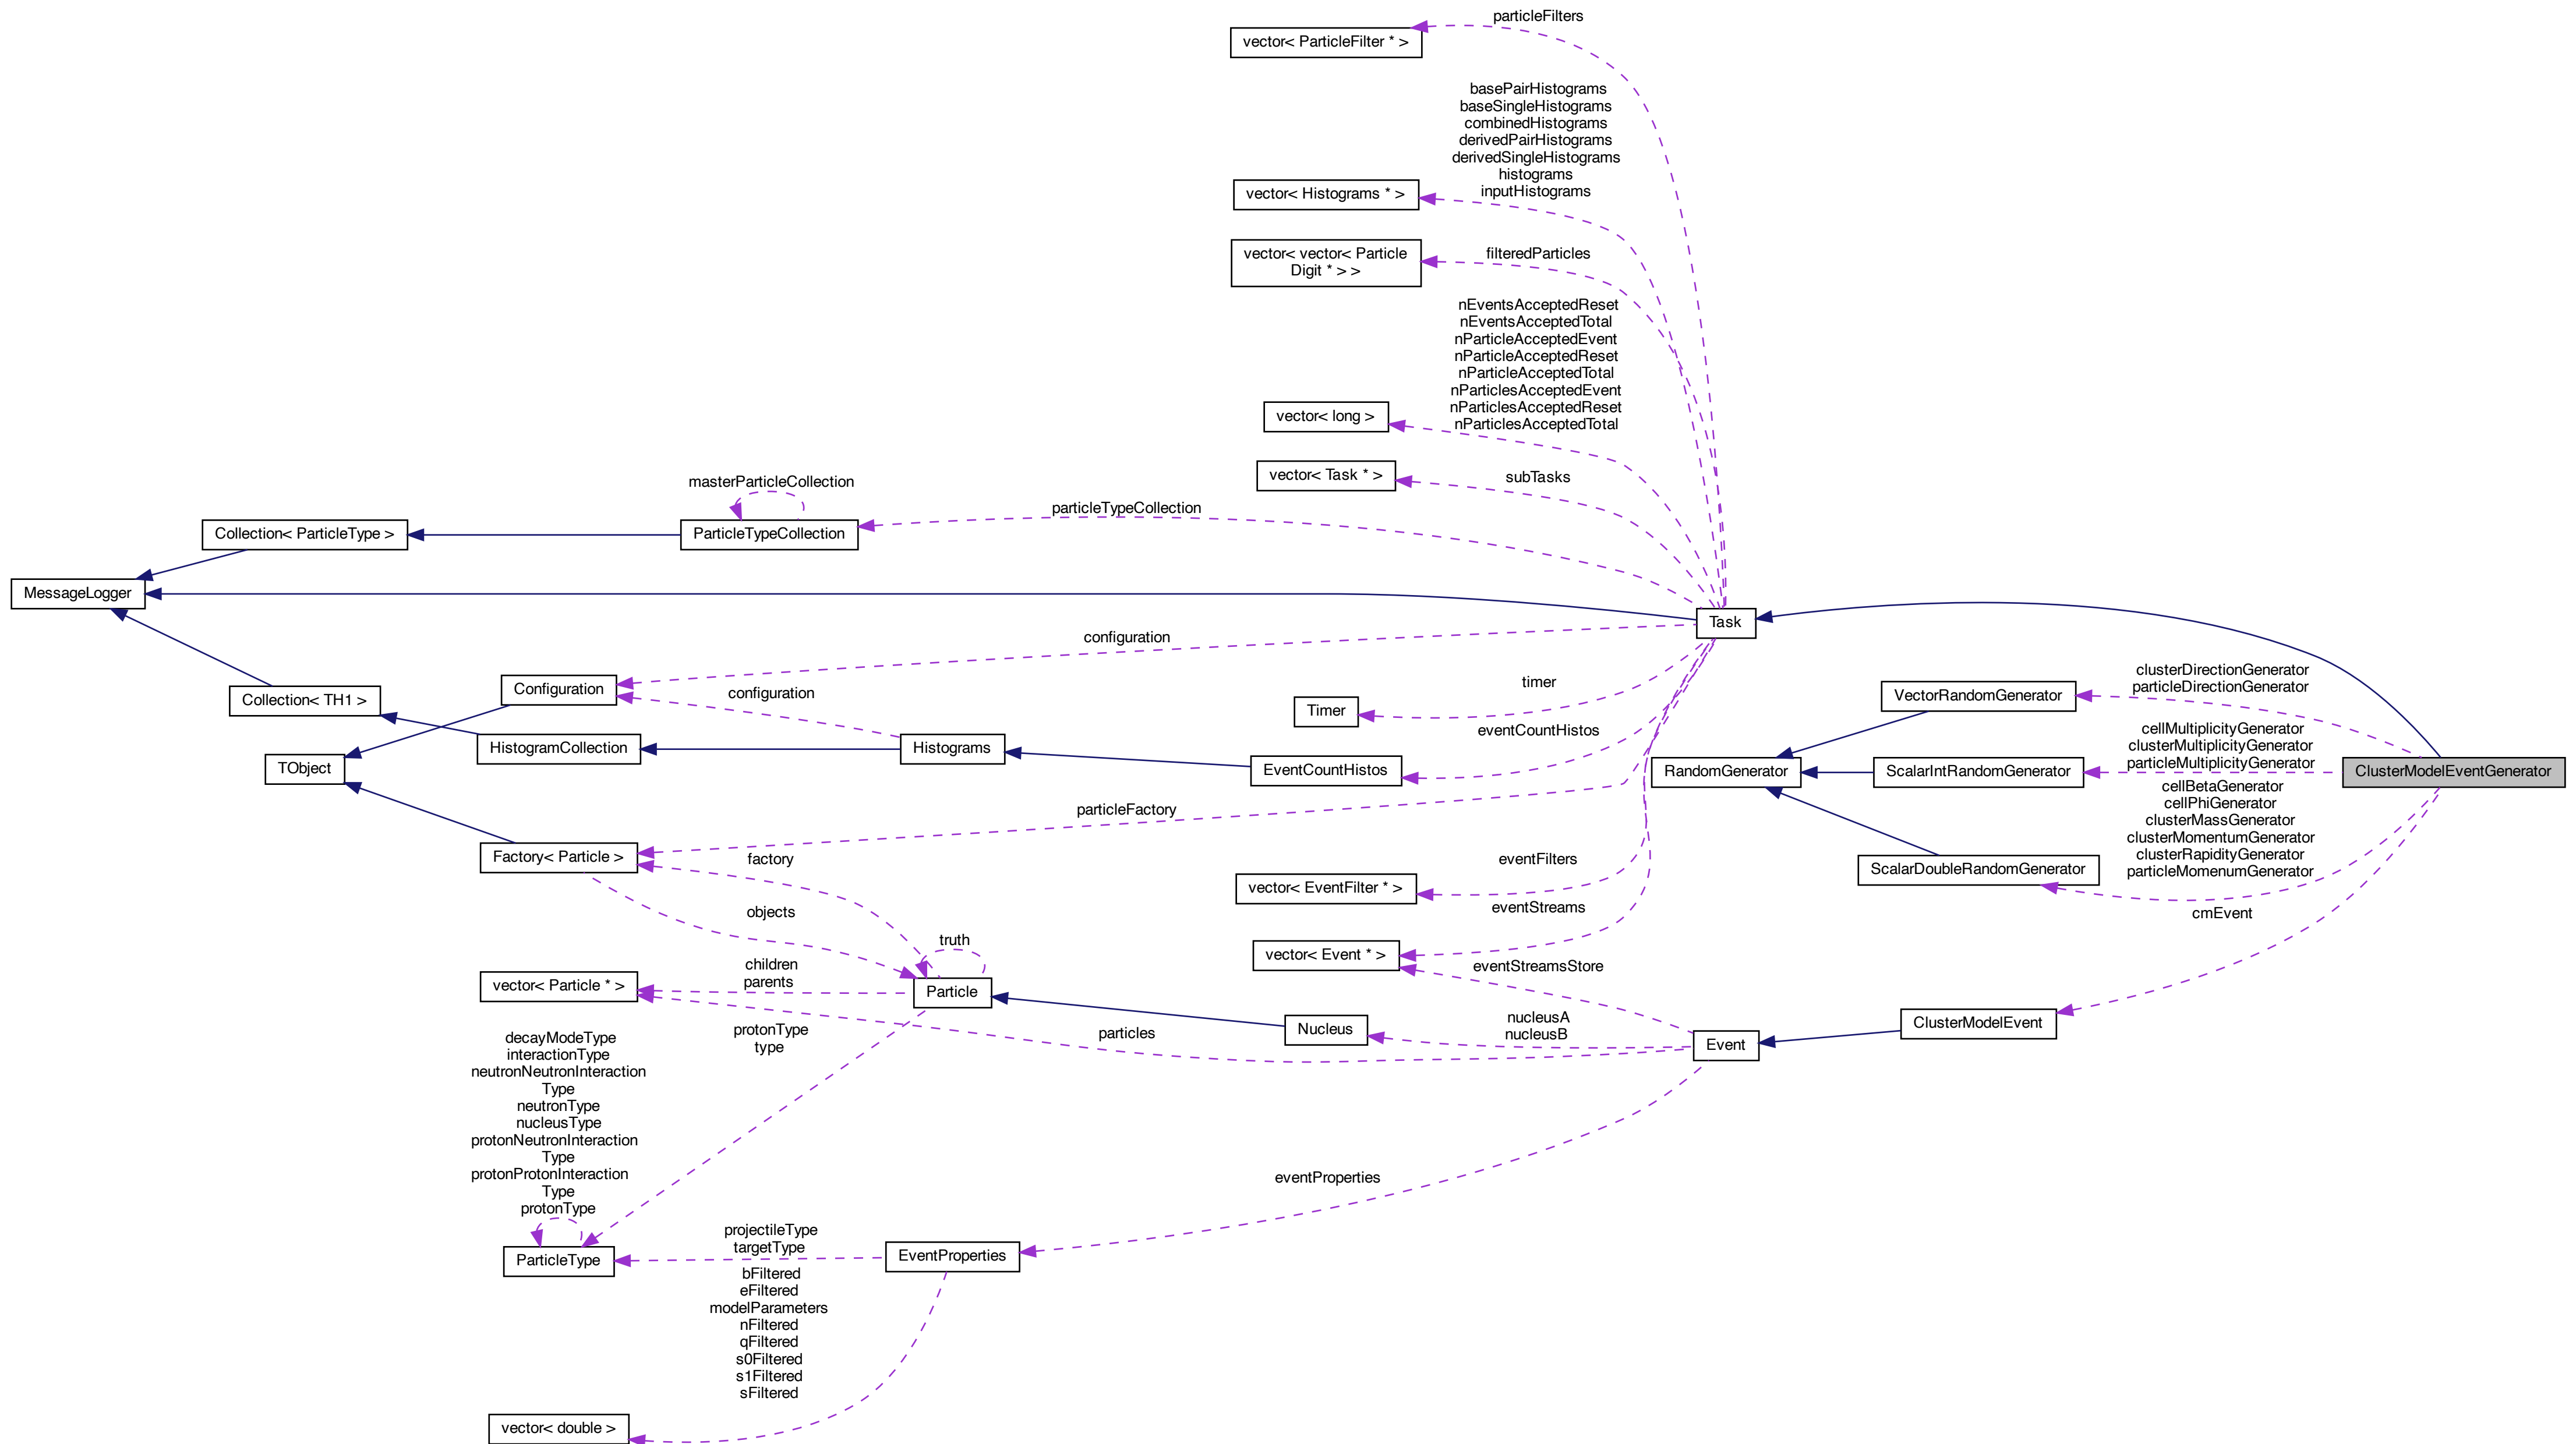 particleFilters
vector< ParticleFilter * >
basePairHistograms
baseSingleHistograms
combinedHistograms
derivedPairHistograms
derivedSingleHistograms
histograms
inputHistograms
vector< Histograms * >
vector< vector< Particle
Digit * > >
filteredParticles
nEventsAcceptedReset
nEventsAcceptedTotal
nParticleAcceptedEvent
nParticleAcceptedReset
nParticleAcceptedTotal
nParticlesAcceptedEvent
nParticlesAcceptedReset
nParticlesAcceptedTotal
vector< long >
vector< Task * >
subTasks
masterParticleCollection
particleTypeCollection
Collection< ParticleType >
ParticleTypeCollection
MessageLogger
Task
configuration
Configuration
configuration
Collection< TH1 >
timer
Timer
clusterDirectionGenerator
particleDirectionGenerator
VectorRandomGenerator
HistogramCollection
Histograms
eventCountHistos
EventCountHistos
TObject
RandomGenerator
cellMultiplicityGenerator
clusterMultiplicityGenerator
particleMultiplicityGenerator
ScalarIntRandomGenerator
ClusterModelEventGenerator
cellBetaGenerator
cellPhiGenerator
clusterMassGenerator
clusterMomentumGenerator
clusterRapidityGenerator
particleMomenumGenerator
ScalarDoubleRandomGenerator
particleFactory
Factory< Particle >
factory
eventFilters
vector< EventFilter * >
objects
eventStreams
cmEvent
truth
vector< Event * >
eventStreamsStore
children
parents
vector< Particle * >
Particle
Nucleus
nucleusA
nucleusB
Event
ClusterModelEvent
particles
protonType
type
decayModeType
interactionType
neutronNeutronInteraction
Type
neutronType
nucleusType
protonNeutronInteraction
Type
protonProtonInteraction
Type
protonType
eventProperties
ParticleType
projectileType
targetType
EventProperties
bFiltered
eFiltered
modelParameters
nFiltered
qFiltered
s0Filtered
s1Filtered
sFiltered
vector< double >